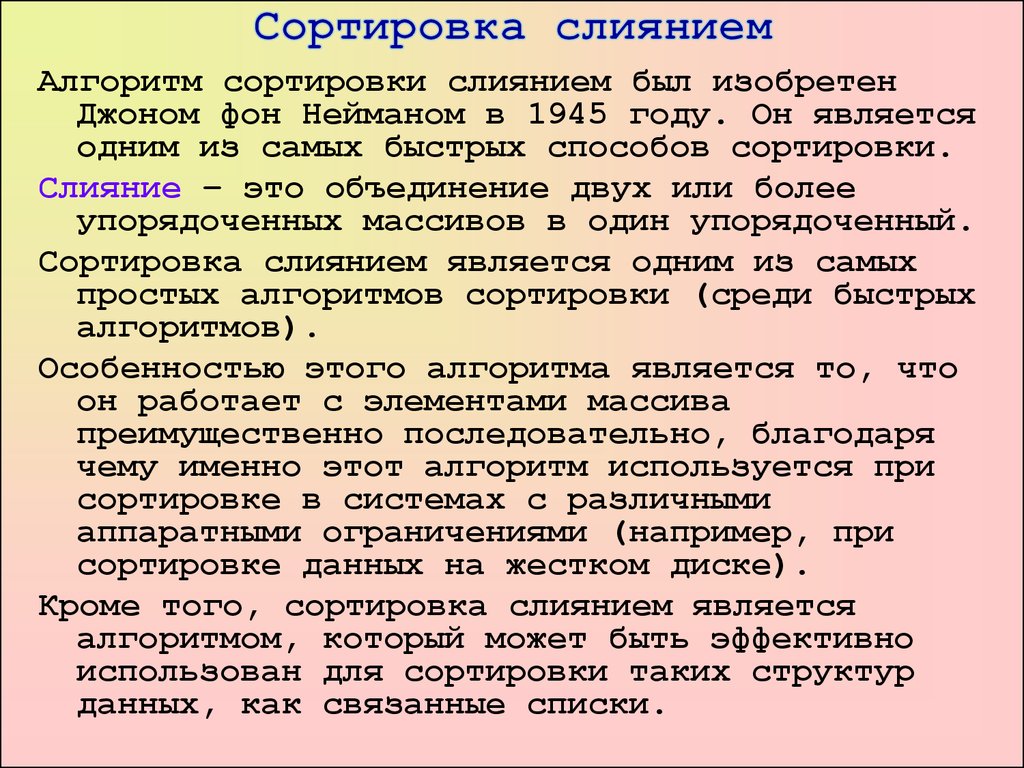 Сортировка слиянием
Алгоритм сортировки слиянием был изобретен
Джоном фон Нейманом в 1945 году. Он является
одним из самых быстрых способов сортировки.
Слияние – это объединение двух или более
упорядоченных массивов в один упорядоченный.
Сортировка слиянием является одним из самых
простых алгоритмов сортировки (среди быстрых
алгоритмов).
Особенностью этого алгоритма является то, что
он работает с элементами массива
преимущественно последовательно, благодаря
чему именно этот алгоритм используется при
сортировке в системах с различными
аппаратными ограничениями (например, при
сортировке данных на жестком диске).
Кроме того, сортировка слиянием является
алгоритмом, который может быть эффективно
использован для сортировки таких структур
данных, как связанные списки.